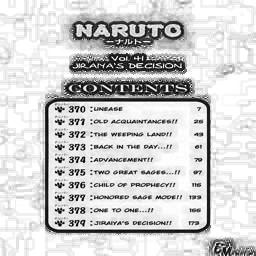 NARUTO
ーナルトー
Vol. 41
JIRAIYA'S DECISION
CONTENTS
370 : UNEASE 7
371 : OLD ACQUAINTANCES!! 25
372 : THE WEEPING LAND!! 43
373 : BACK IN THE DAY...!! 61
374 : ADVANCEMENT!! 79
375 : TWO GREAT SAGES...!! 97
376 : CHILD OF PROPHECY!! 115
377 : HONORED SAGE MODE!! 133
378 : ONE TO ONE...!! 155
379 : JIRAIYA'S DECISION!! 173